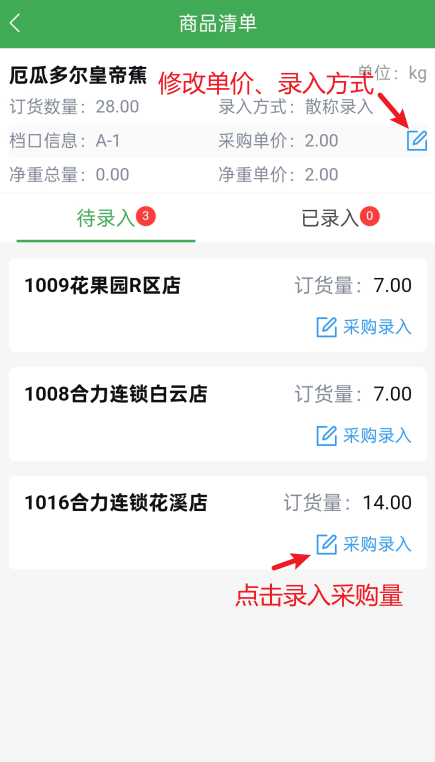 商品清单
厄瓜多尔皇帝蕉
单位：kg
修改单价、录入方式
订货数量：28.00 录入方式：散称录入
档口信息：A-1 采购单价：2.00
净重总量：0.00 净重单价：2.00
待录入 3 已录入 0
1009花果园R区店 订货量：7.00
采购录入
1008合力连锁白云店 订货量：7.00
采购录入
1016合力连锁花溪店 订货量：14.00
采购录入
点击录入采购量